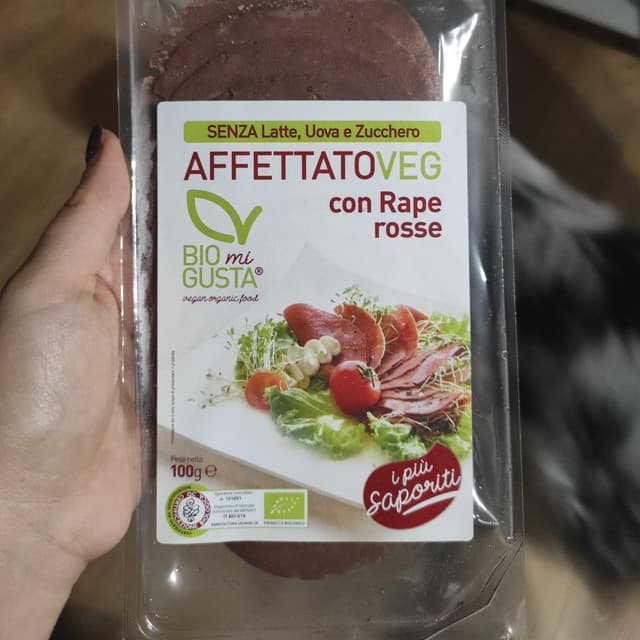 SENZA Latte, Uova e Zucchero
AFFETTATOVEG
con Rape
rosse
BIO mi
GUSTA®
vegan organic food
Peso netto
100g e
i più
Saporiti